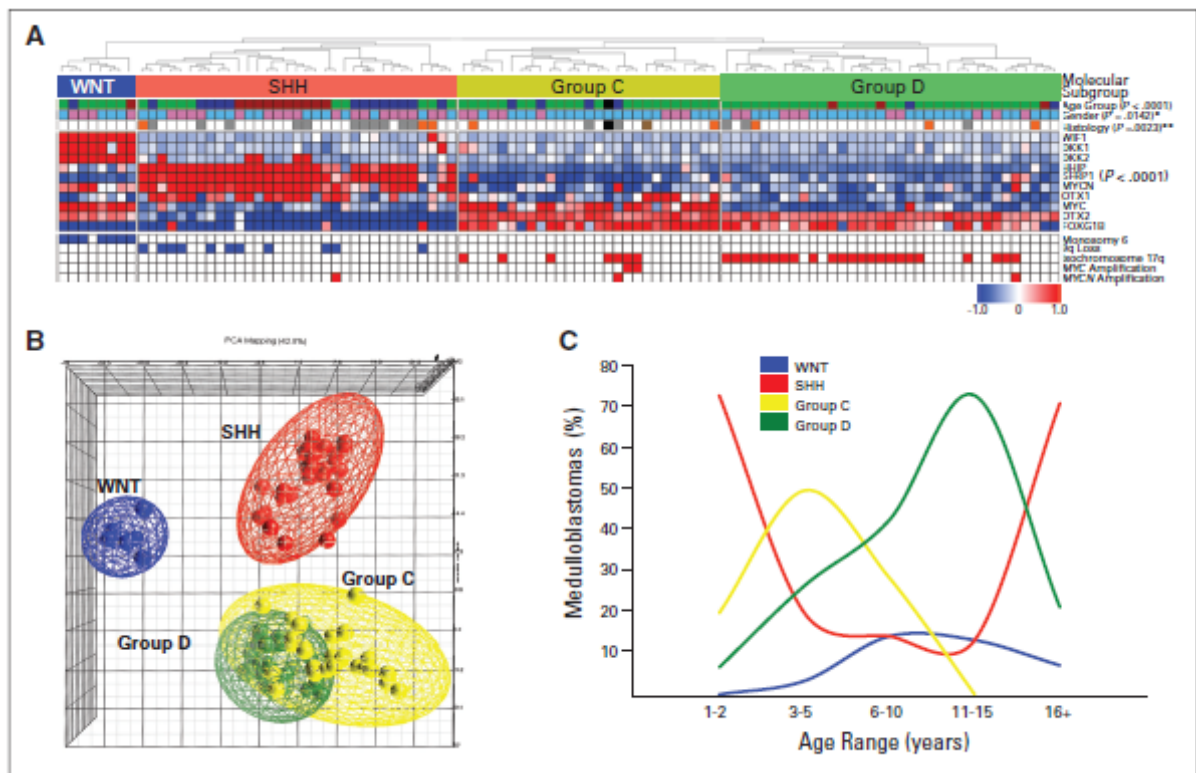 A
WNT SHH Group C Group D Molecular
Subgroup
Age Group (P < .0001)
Gender (P = .0142)*
Histology (P = .0023)**
WIF1
DKK1
DKK2
HHIP
SFRP1 (P < .0001)
MYCN
OTX1
MYC
OTX2
FOXG1B
Monosomy 6
9q Loss
Isochromosome 17q
MYC Amplification
MYCN Amplification
-1.0 0 1.0
B
PCA Mapping
SHH
WNT
Group C
Group D
C
WNT
SHH
Group C
Group D
80
70
60
50
40
30
20
10
Medulloblastomas (%)
1-2 3-5 6-10 11-15 16+
Age Range (years)